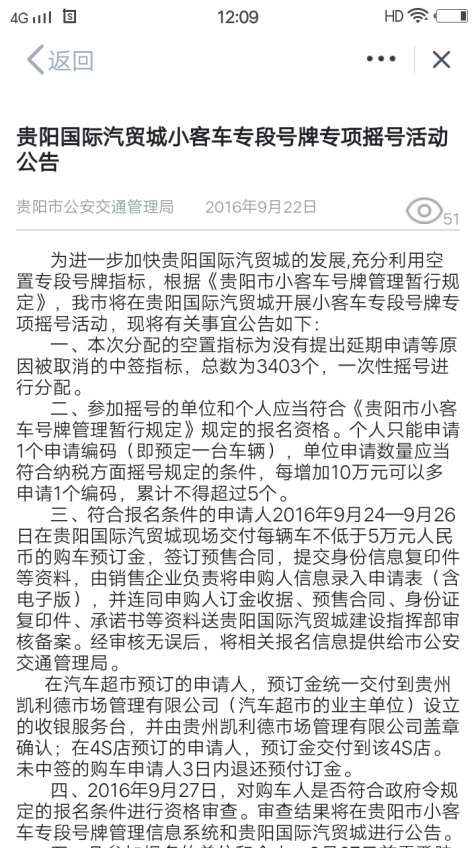 4G 12:09 HD
返回
贵阳国际汽贸城小客车专段号牌专项摇号活动
公告
贵阳市公安交通管理局 2016年9月22日 51
为进一步加快贵阳国际汽贸城的发展,充分利用空
置专段号牌指标，根据《贵阳市小客车号牌管理暂行规
定》，我市将在贵阳国际汽贸城开展小客车专段号牌专
项摇号活动，现将有关事宜公告如下：
一、本次分配的空置指标为没有提出延期申请等原
因被取消的中签指标，总数为3403个，一次性摇号进
行分配。
二、参加摇号的单位和个人应当符合《贵阳市小客
车号牌管理暂行规定》规定的报名资格。个人只能申请
1个申请编码（即预定一台车辆），单位申请数量应当
符合纳税方面摇号规定的条件，每增加10万元可以多
申请1个编码，累计不得超过5个。
三、符合报名条件的申请人2016年9月24—9月26
日在贵阳国际汽贸城现场交付每辆车不低于5万元人民
币的购车预订金，签订预售合同，提交身份信息复印件
等资料，由销售企业负责将申购人信息录入申请表（含
电子版），并连同申购人订金收据、预售合同、身份证
复印件、承诺书等资料送贵阳国际汽贸城建设指挥部审
核备案。经审核无误后，将相关报名信息提供给市公安
交通管理局。
在汽车超市预订的申请人，预订金统一交付到贵州
凯利德市场管理有限公司（汽车超市的业主单位）设立
的收银服务台，并由贵州凯利德市场管理有限公司盖章
确认；在4S店预订的申请人，预订金交付到该4S店。
未中签的购车申请人3日内退还预付订金。
四、2016年9月27日，对购车人是否符合政府令规
定的报名条件进行资格审查。审查结果将在贵阳市小客
车专段号牌管理信息系统和贵阳国际汽贸城进行公告。